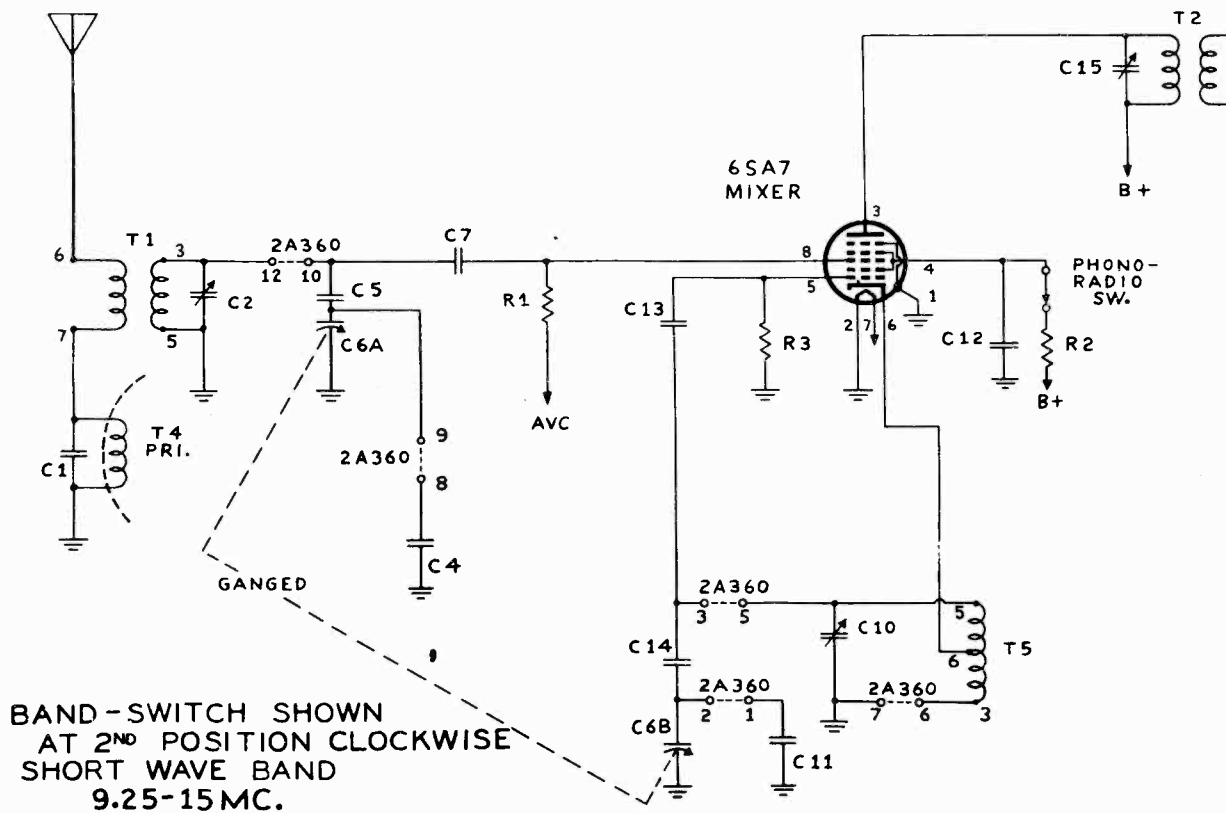 T2
C15
B+
6SA7
MIXER
3
6
T1
3
2A360
12
10
C7
8
4
PHONO-
RADIO
SW.
C2
C5
R1
5
1
7
5
C6A
C13
2
7
6
R3
C12
R2
B+
T4
PRI.
C1
AVC
9
2A360
8
C4
GANGED
2A360
3
5
C10
5
6
T5
C14
2A360
2
1
2A360
7
6
3
C6B
C11
BAND-SWITCH SHOWN
AT 2ND POSITION CLOCKWISE
SHORT WAVE BAND
9.25-15MC.